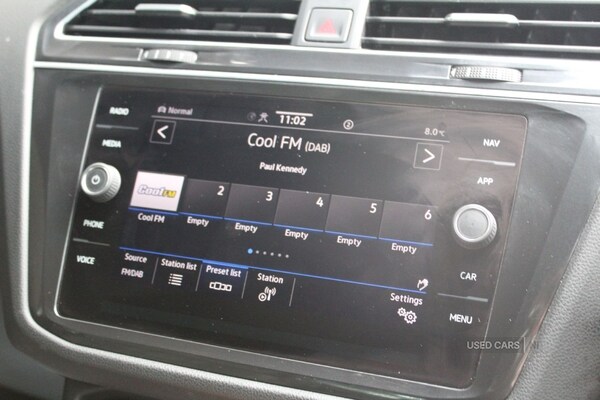 RADIO
MEDIA
PHONE
VOICE
Normal
11:02
2
8.0°C
Cool FM (DAB)
Paul Kennedy
<
>
CoolFM
Cool FM
2
Empty
3
Empty
4
Empty
5
Empty
6
Empty
Source
FM/DAB
Station list
Preset list
Station
Settings
NAV
APP
CAR
MENU
USED CARS